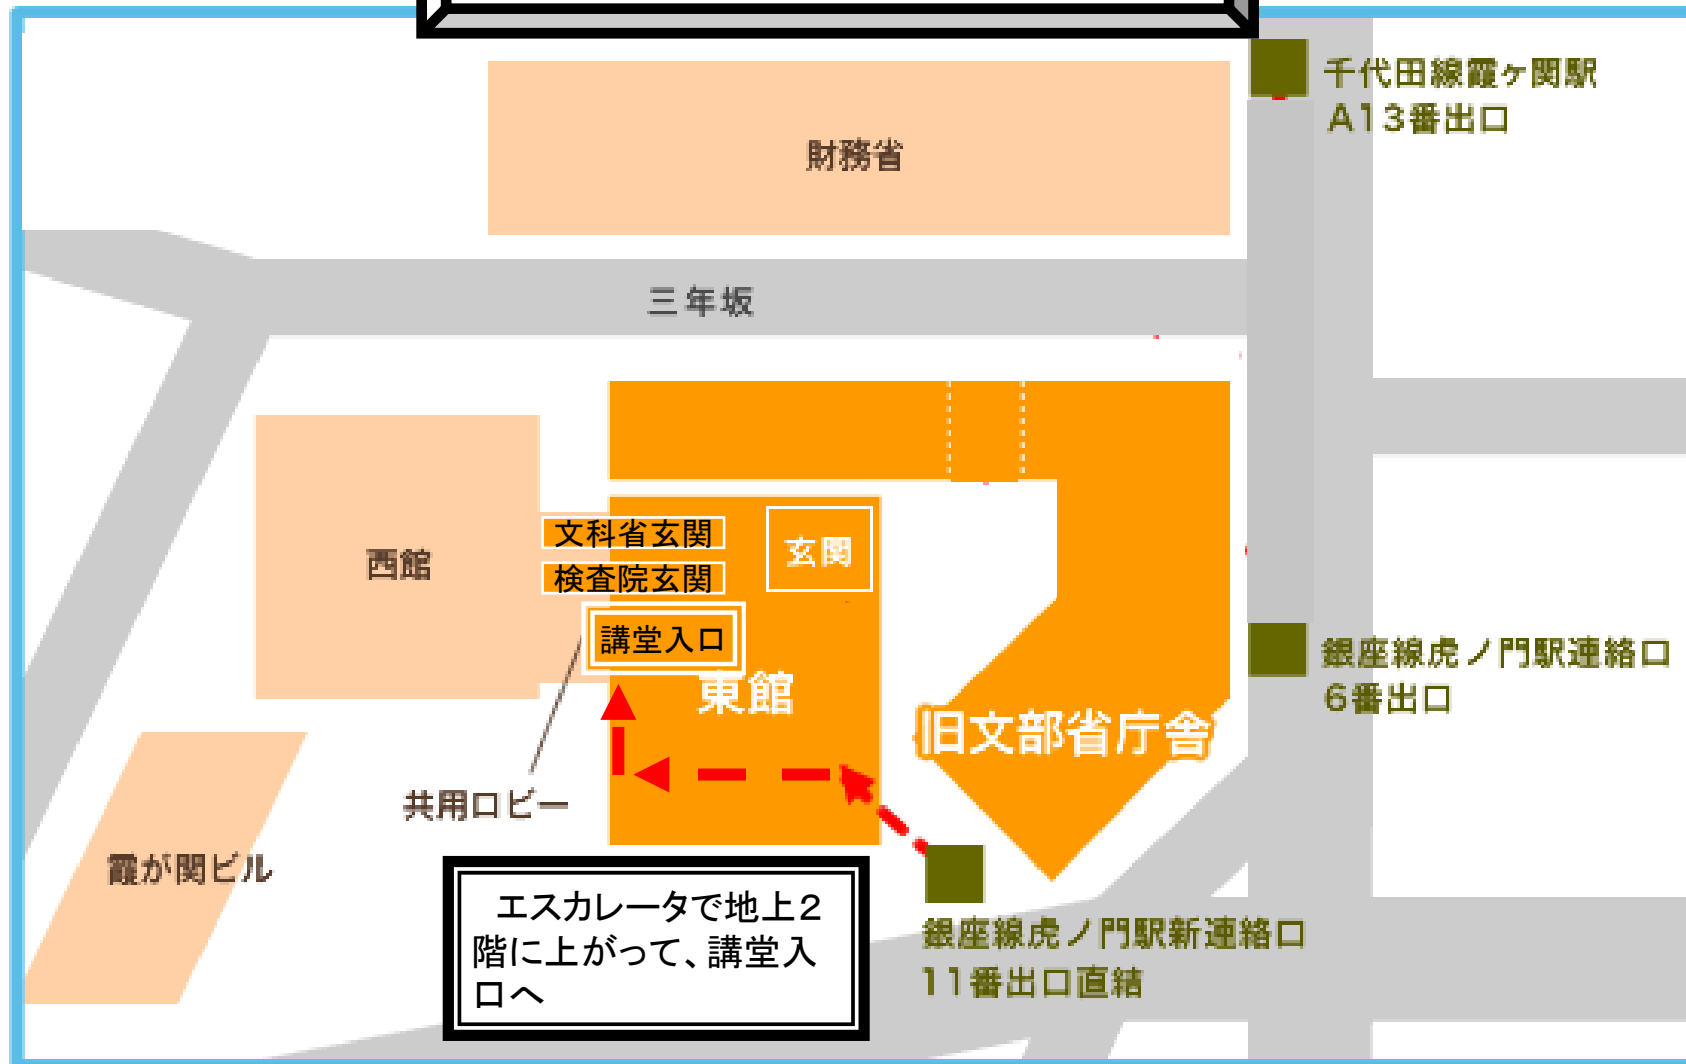 千代田線霞ヶ関駅
A13番出口
財務省
三年坂
文科省玄関
玄関
西館
検査院玄関
講堂入口
東館
銀座線虎ノ門駅連絡口
6番出口
旧文部省庁舎
共用ロビー
霞が関ビル
エスカレータで地上2
階に上がって、講堂入
口へ
銀座線虎ノ門駅新連絡口
11番出口直結